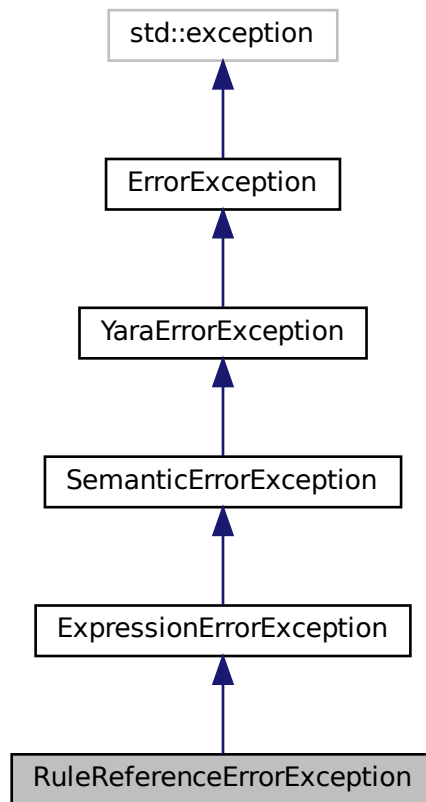 std::exception
ErrorException
YaraErrorException
SemanticErrorException
ExpressionErrorException
RuleReferenceErrorException